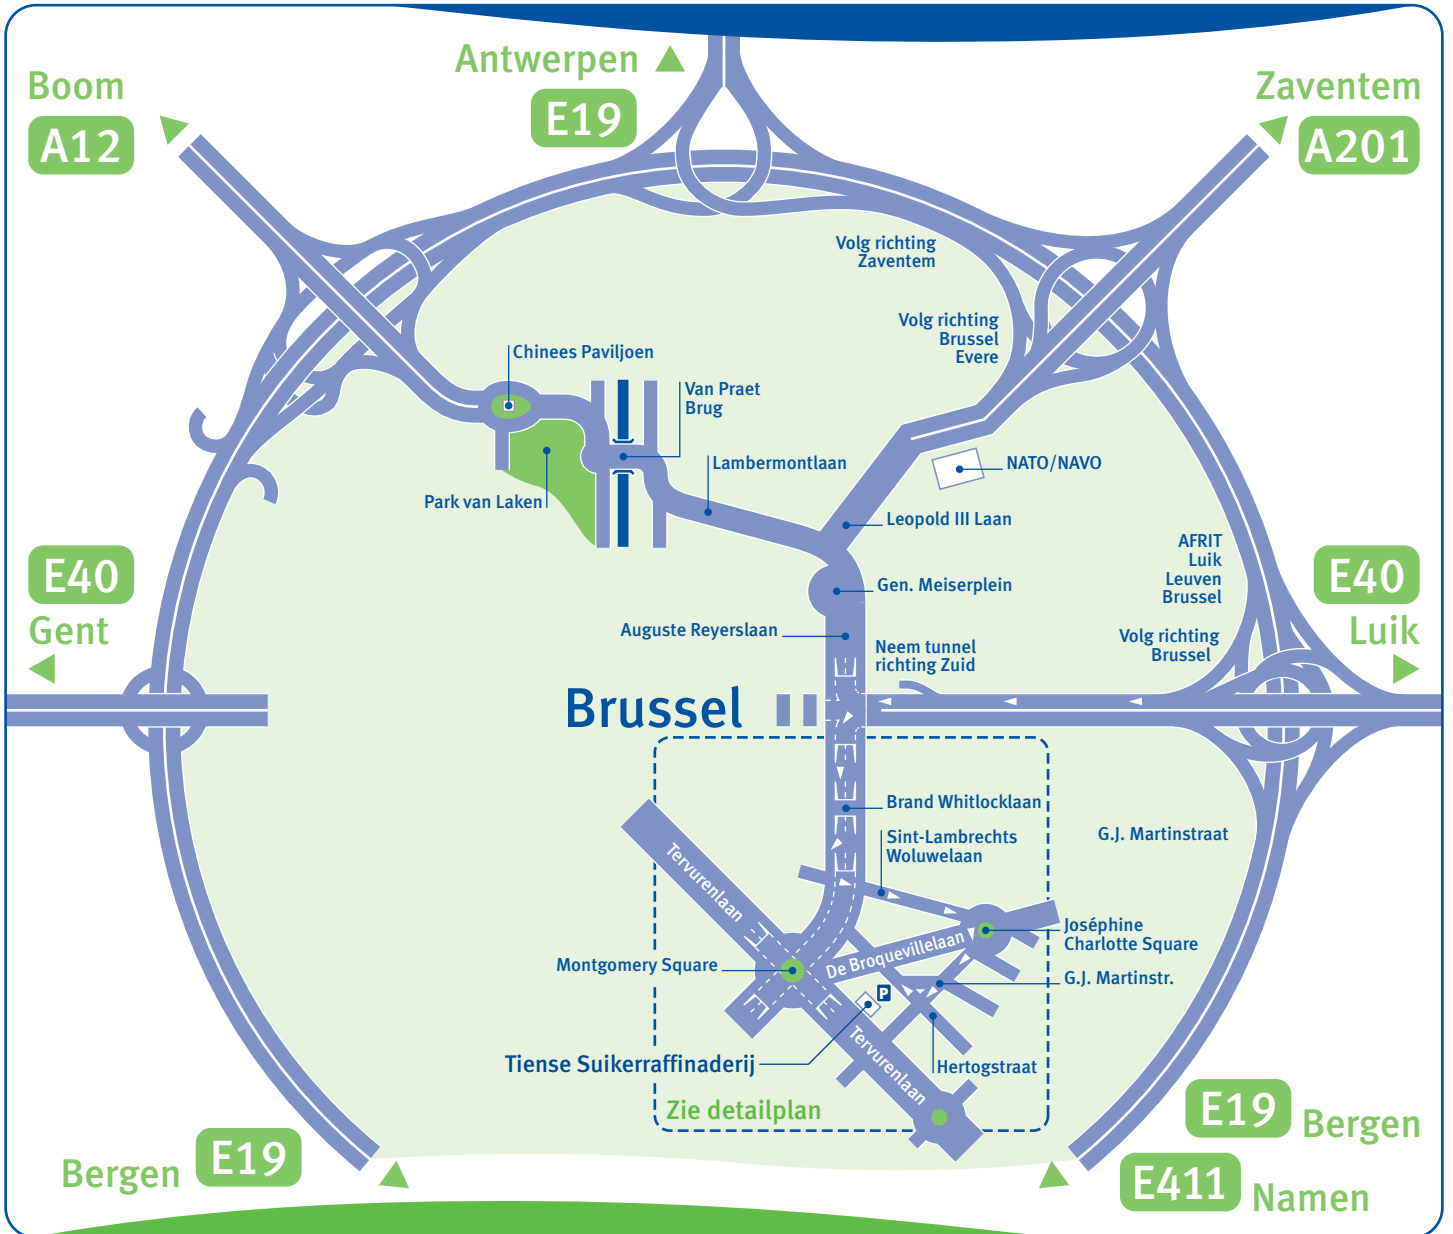 Antwerpen
E19
Boom
A12
Zaventem
A201
Volg richting
Zaventem
Volg richting
Brussel
Evere
Chinees Paviljoen
Van Praet
Brug
Lambermontlaan
NATO/NAVO
Park van Laken
Leopold III Laan
AFRIT
Luik
Leuven
Brussel
E40
Gent
E40
Luik
Gen. Meiserplein
Auguste Reyerslaan
Neem tunnel
richting Zuid
Volg richting
Brussel
Brussel
Brand Whitlocklaan
Sint-Lambrechts
Woluwelaan
G.J. Martinstraat
Tervurenlaan
Joséphine
Charlotte Square
De Broquevillelaan
Montgomery Square
G.J. Martinstr.
P
Tiense Suikerraffinaderij
Tervurenlaan
Hertogstraat
Zie detailplan
E19
Bergen
Bergen
E19
E411
Namen